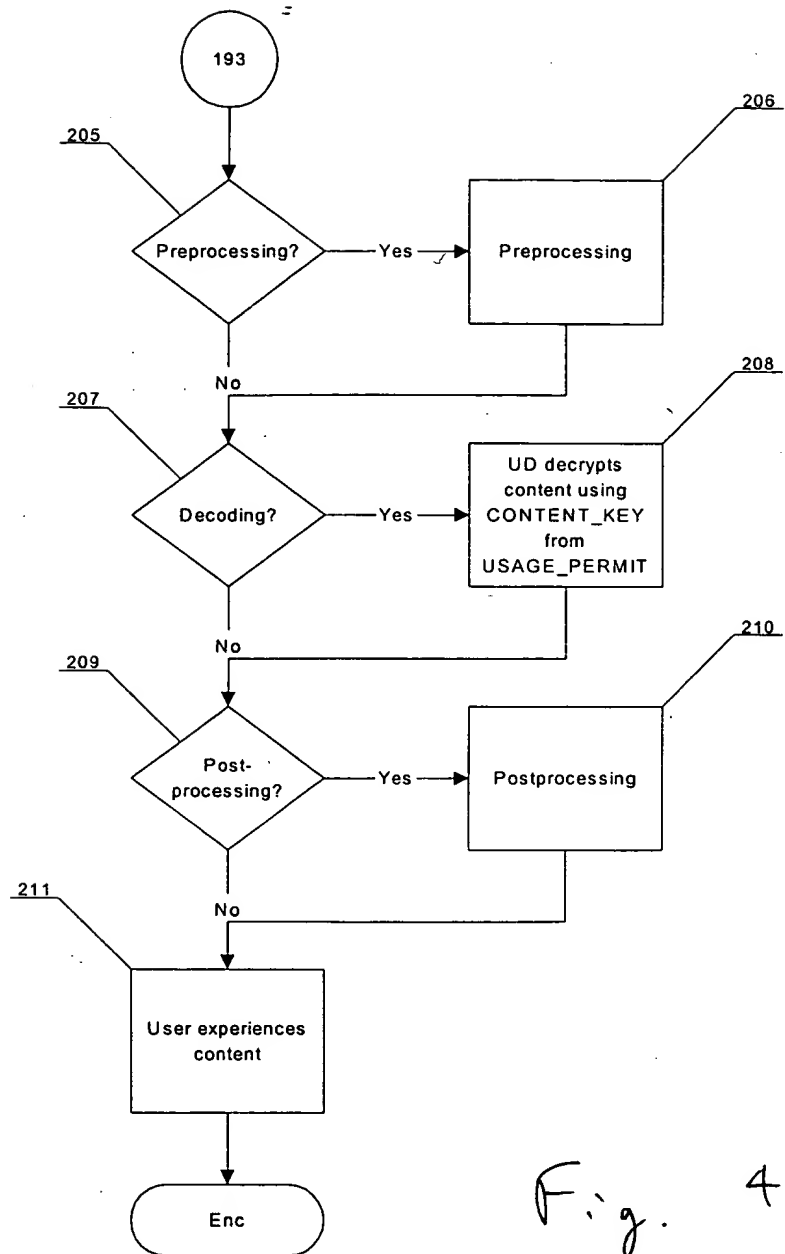 193
205
206
Preprocessing?
Yes
Preprocessing
No
207
208
Decoding?
Yes
UD decrypts
content using
CONTENT_KEY
from
USAGE_PERMIT
No
209
210
Post-
processing?
Yes
Postprocessing
No
211
User experiences
content
Enc
Fig. 4